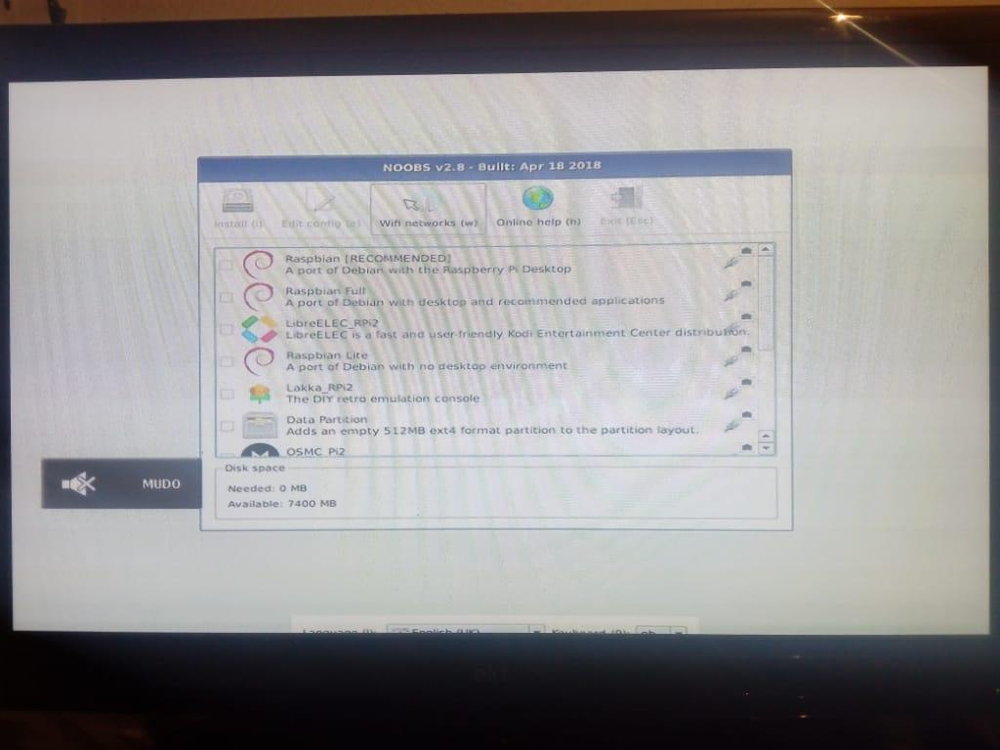 NOOBS v2.8 - Built: Apr 18 2018
Install (i) Edit config (e) Wifi networks (w) Online help (h) Exit (Esc)
Raspbian [RECOMMENDED]
A port of Debian with the Raspberry Pi Desktop
Raspbian Full
A port of Debian with desktop and recommended applications
LibreELEC_RPi2
LibreELEC is a fast and user-friendly Kodi Entertainment Center distribution.
Raspbian Lite
A port of Debian with no desktop environment
Lakka_RPi2
The DIY retro emulation console
Data Partition
Adds an empty 512MB ext4 format partition to the partition layout.
OSMC_Pi2
Disk space
MUDO
Needed: 0 MB
Available: 7400 MB
Language (l): English (UK) Keyboard (9): gb